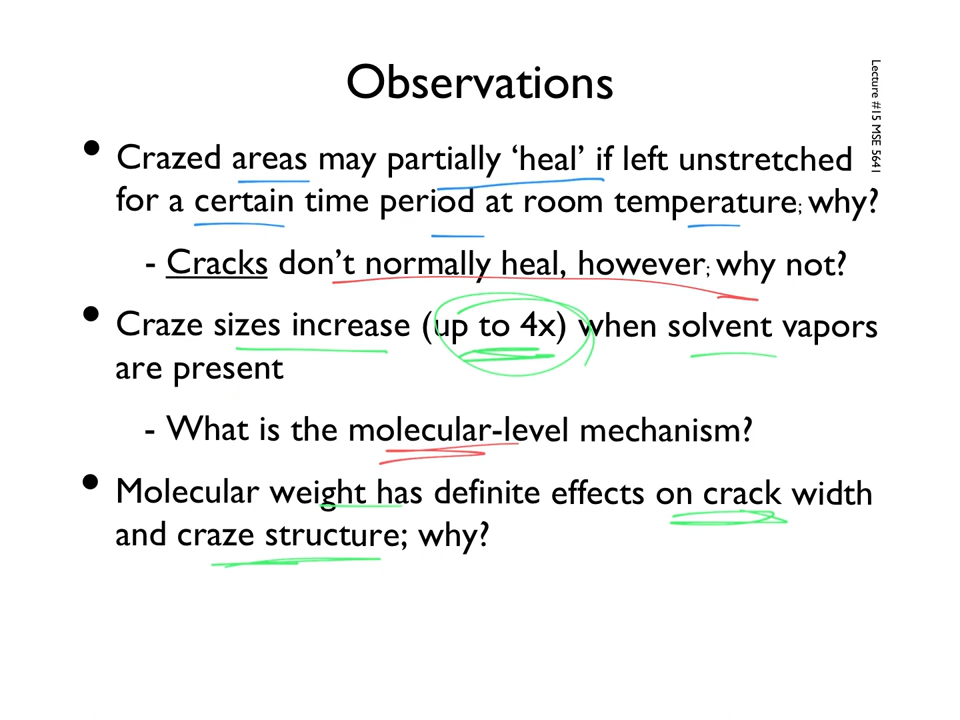 Observations
Lecture #15 MSE 5641
• Crazed areas may partially ‘heal’ if left unstretched
for a certain time period at room temperature; why?
- Cracks don’t normally heal, however; why not?
• Craze sizes increase (up to 4x) when solvent vapors
are present
- What is the molecular-level mechanism?
• Molecular weight has definite effects on crack width
and craze structure; why?